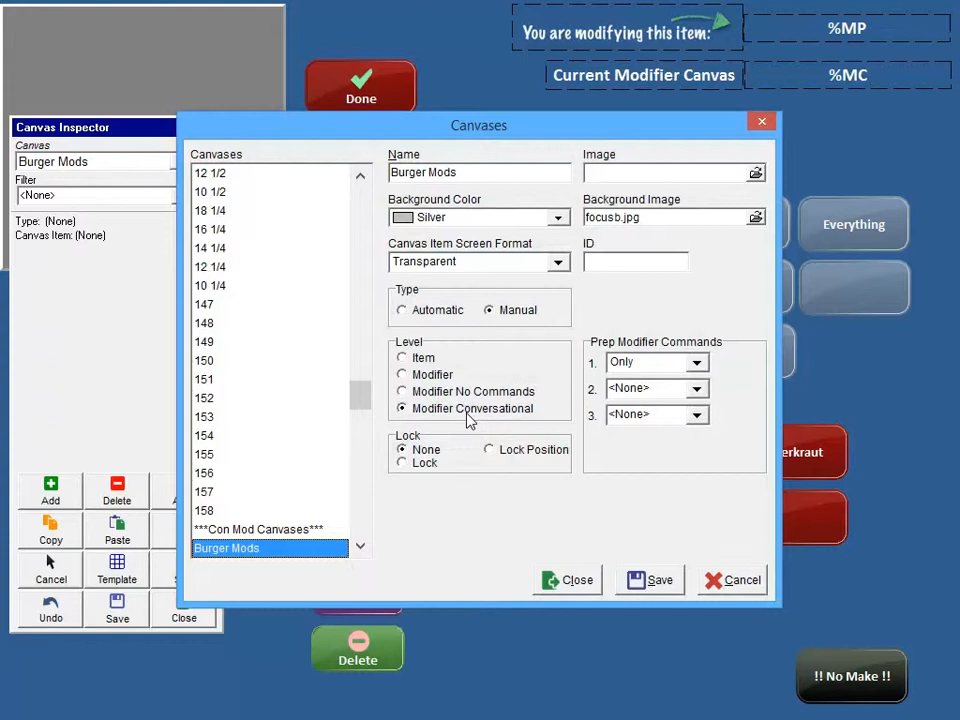 You are modifying this item:
%MP
Current Modifier Canvas
%MC
Done
Canvas Inspector
Canvas
Burger Mods
Filter
<None>
Type: (None)
Canvas Item: (None)
Add
Delete
Copy
Paste
Cancel
Template
Undo
Save
Close
Canvases
Canvases
12 1/2
10 1/2
18 1/4
16 1/4
14 1/4
12 1/4
10 1/4
147
148
149
150
151
152
153
154
155
156
157
158
***Con Mod Canvases***
Burger Mods
Name
Burger Mods
Image
Background Color
Silver
Background Image
focusb.jpg
Canvas Item Screen Format
Transparent
ID
Type
Automatic
Manual
Level
Item
Modifier
Modifier No Commands
Modifier Conversational
Lock
None
Lock Position
Lock
Prep Modifier Commands
1. Only
2. <None>
3. <None>
Close
Save
Cancel
Everything
erkraut
Delete
!! No Make !!